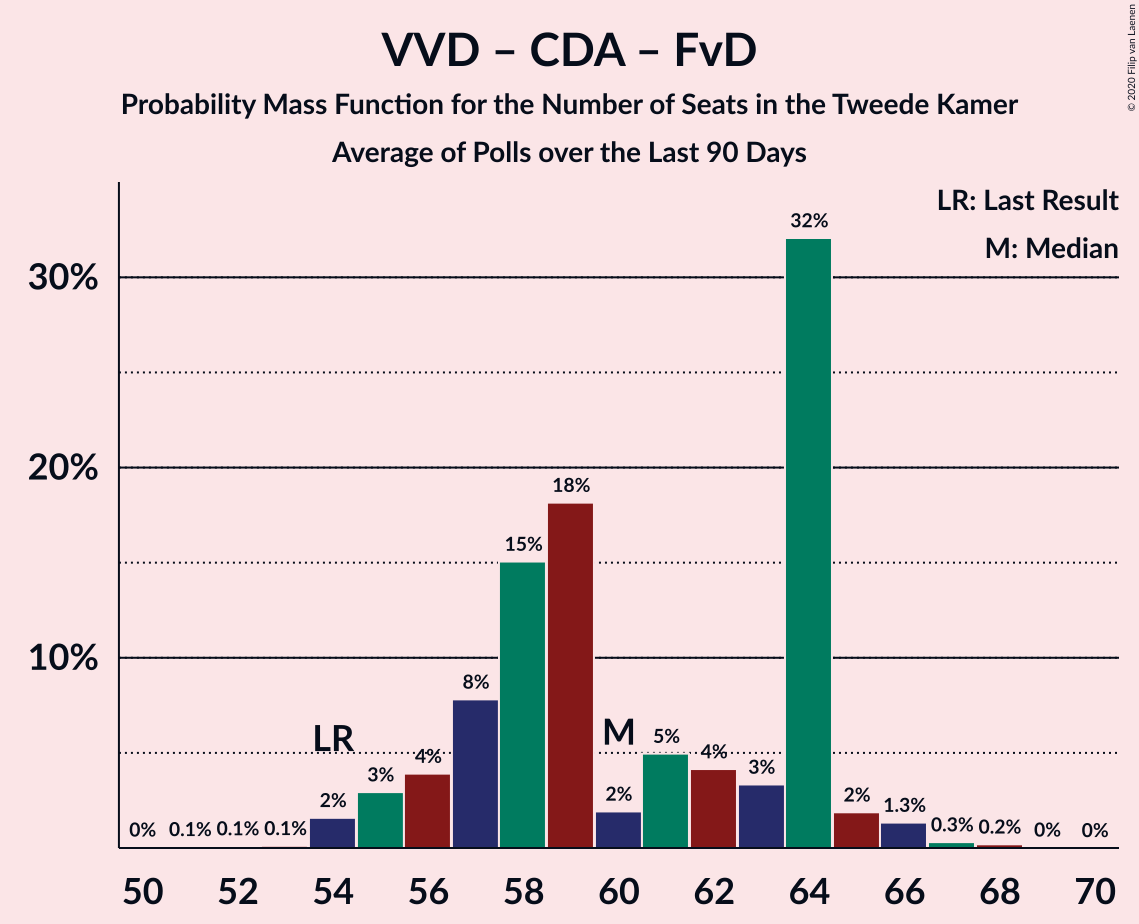 VVD – CDA – FvD
Probability Mass Function for the Number of Seats in the Tweede Kamer
Average of Polls over the Last 90 Days
© 2020 Filip van Laenen
LR: Last Result
M: Median
30%
20%
10%
0%
0.1%
0.1%
0.1%
LR
2%
3%
4%
8%
15%
18%
M
2%
5%
4%
3%
32%
2%
1.3%
0.3%
0.2%
0%
0%
50 52 54 56 58 60 62 64 66 68 70